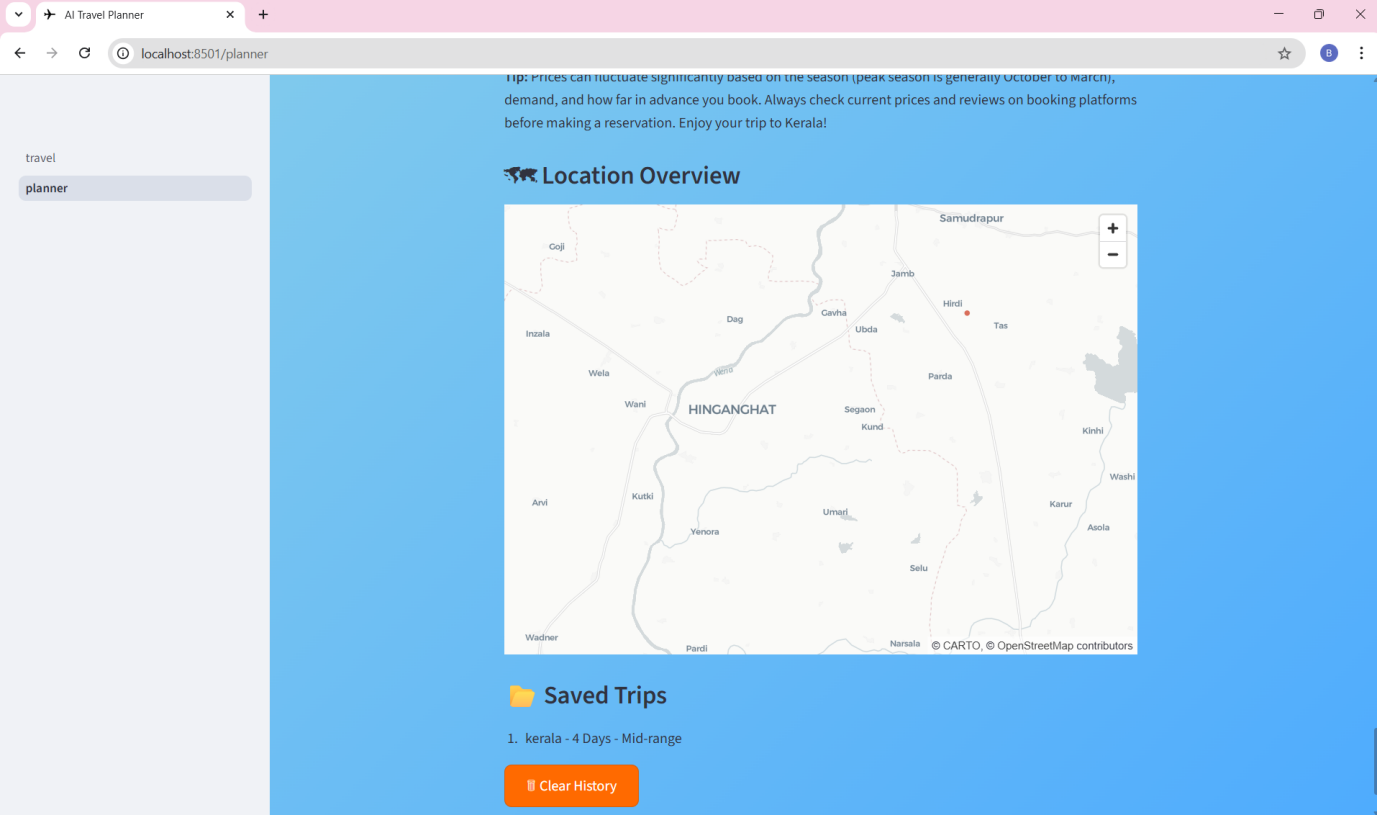 AI Travel Planner
localhost:8501/planner
B
travel
planner
Tip: Prices can fluctuate significantly based on the season (peak season is generally October to March),
demand, and how far in advance you book. Always check current prices and reviews on booking platforms
before making a reservation. Enjoy your trip to Kerala!
Location Overview
Samudrapur
Goji
Jamb
Hirdi
Gavha
Dag
Tas
Ubda
Inzala
Wela
Weng
Parda
Wani
HINGANGHAT
Segaon
Kund
Kinhi
Washi
Kutki
Arvi
Karur
Umari
Asola
Yenora
Selu
Wadner
Narsala
Pardi
© CARTO, © OpenStreetMap contributors
Saved Trips
1. kerala - 4 Days - Mid-range
Clear History